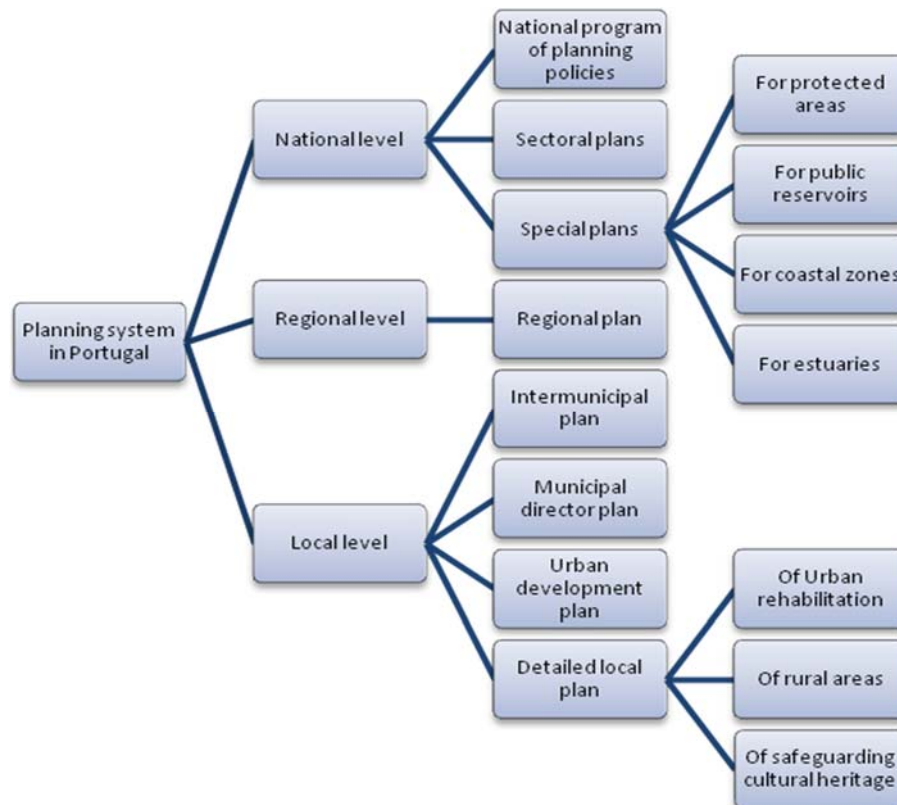 Planning system
in Portugal
National level
National program
of planning
policies
Sectoral plans
Special plans
For protected
areas
For public
reservoirs
For coastal zones
For estuaries
Regional level
Regional plan
Local level
Intermunicipal
plan
Municipal
director plan
Urban
development
plan
Detailed local
plan
Of Urban
rehabilitation
Of rural areas
Of safeguarding
cultural heritage